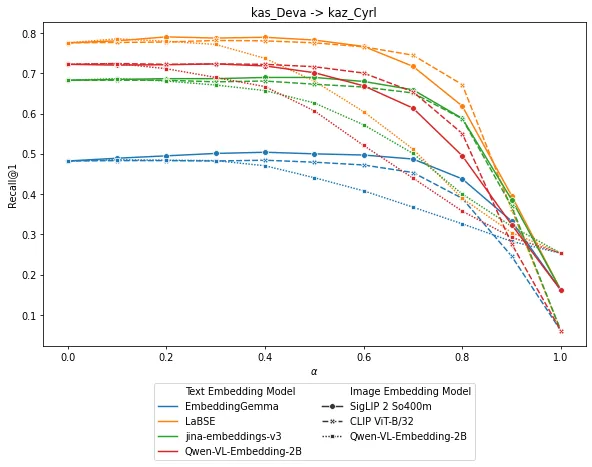 kas_Deva -> kaz_Cyrl
0.8
0.7
0.6
0.5
0.4
0.3
0.2
0.1
Recall@1
0.0 0.2 0.4 0.6 0.8 1.0
α
Text Embedding Model
EmbeddingGemma
LaBSE
jina-embeddings-v3
Qwen-VL-Embedding-2B
Image Embedding Model
SigLIP 2 So400m
CLIP ViT-B/32
Qwen-VL-Embedding-2B